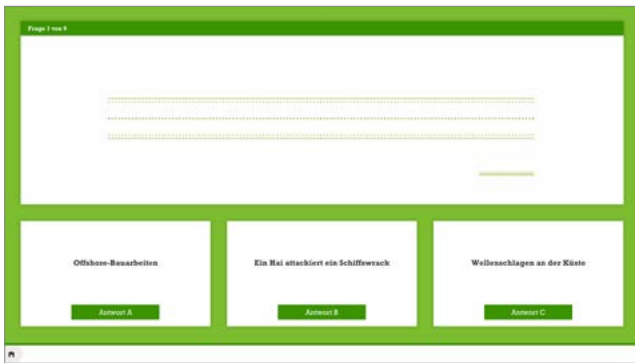 Frage 1 von 9
Offshore-Bauarbeiten
Ein Hai attackiert ein Schiffswrack
Wellenschlagen an der Küste
Antwort A
Antwort B
Antwort C